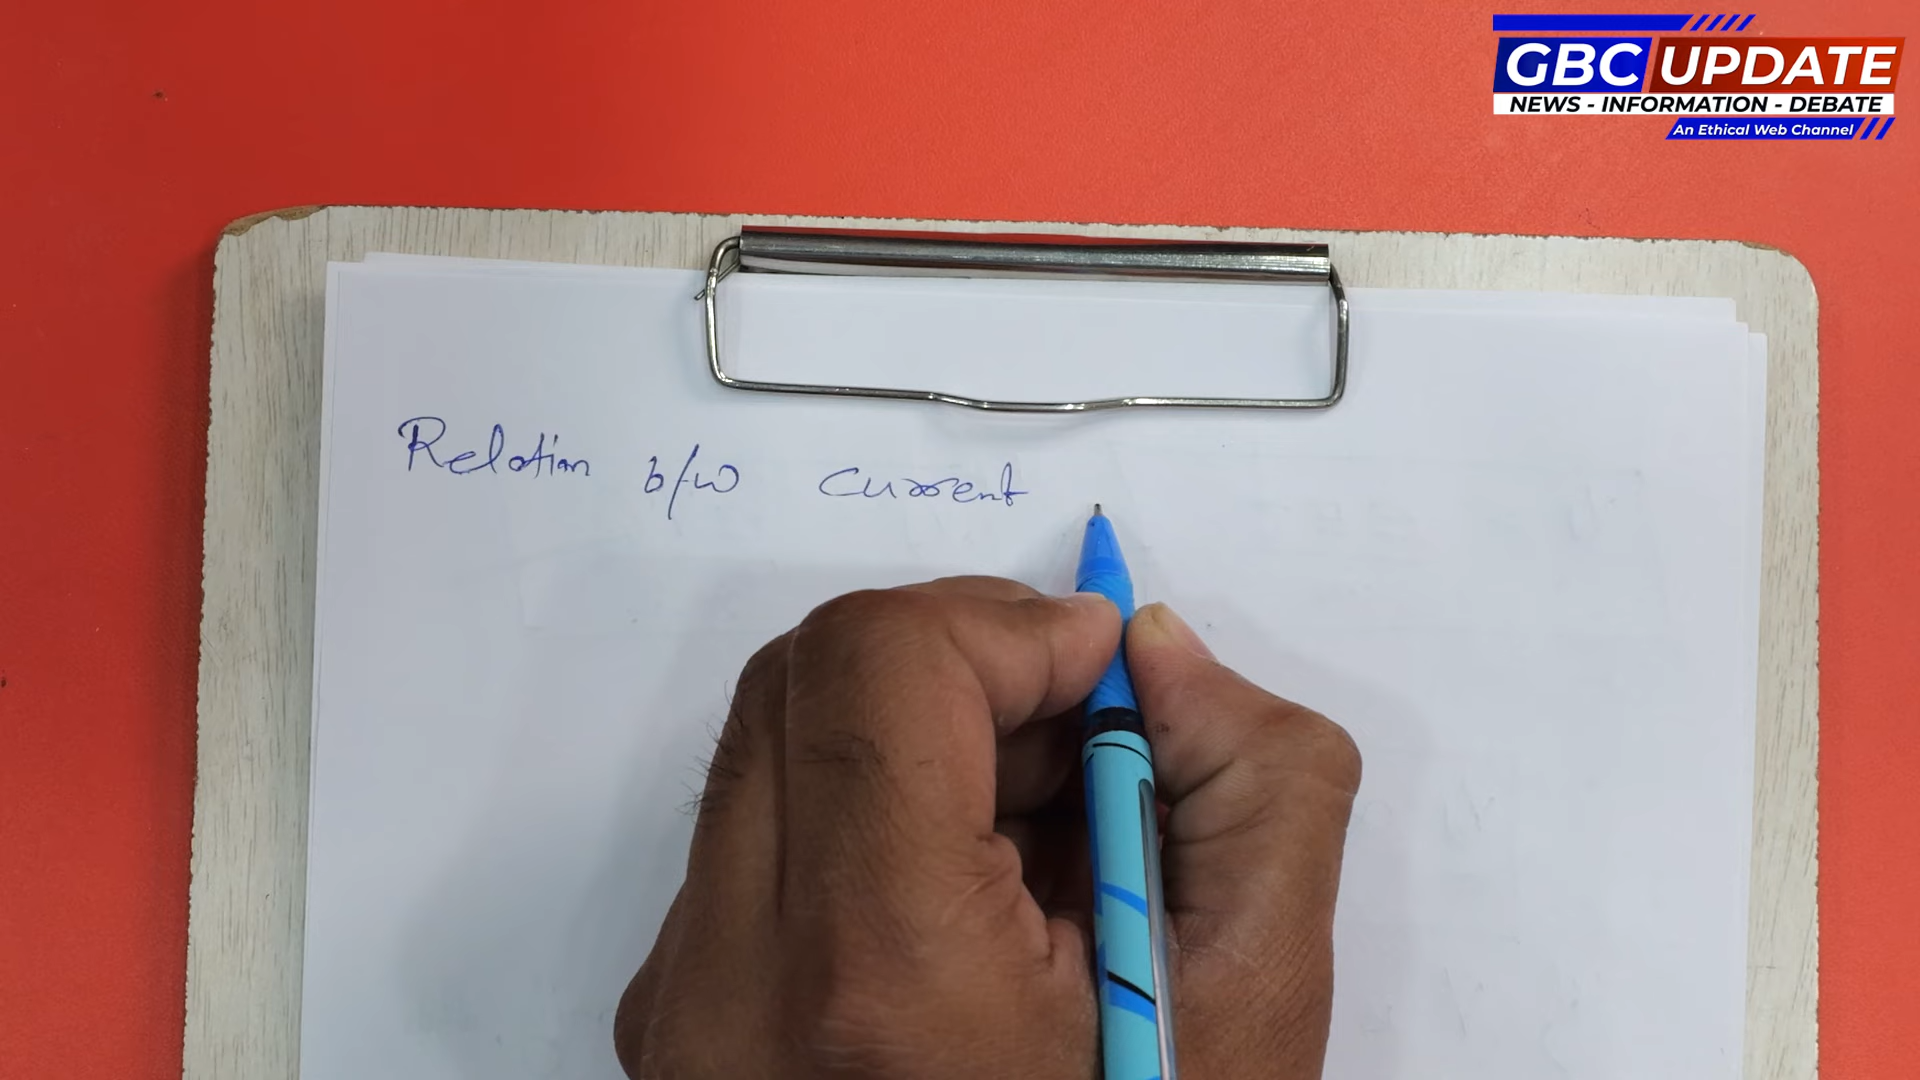 GBC UPDATE
NEWS - INFORMATION - DEBATE
An Ethical Web Channel
Relation b/w current